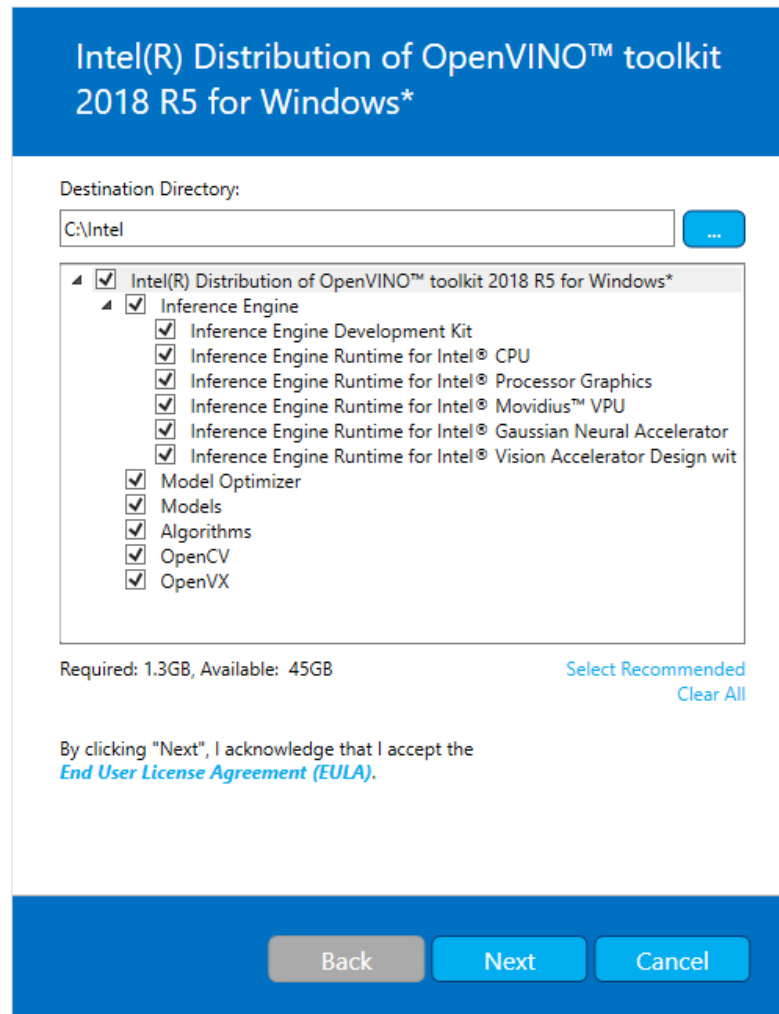 Intel(R) Distribution of OpenVINO™ toolkit
2018 R5 for Windows*
Destination Directory:
C:\Intel
...
Intel(R) Distribution of OpenVINO™ toolkit 2018 R5 for Windows*
Inference Engine
Inference Engine Development Kit
Inference Engine Runtime for Intel® CPU
Inference Engine Runtime for Intel® Processor Graphics
Inference Engine Runtime for Intel® Movidius™ VPU
Inference Engine Runtime for Intel® Gaussian Neural Accelerator
Inference Engine Runtime for Intel® Vision Accelerator Design wit
Model Optimizer
Models
Algorithms
OpenCV
OpenVX
Required: 1.3GB, Available: 45GB
Select Recommended
Clear All
By clicking "Next", I acknowledge that I accept the
End User License Agreement (EULA).
Back Next Cancel